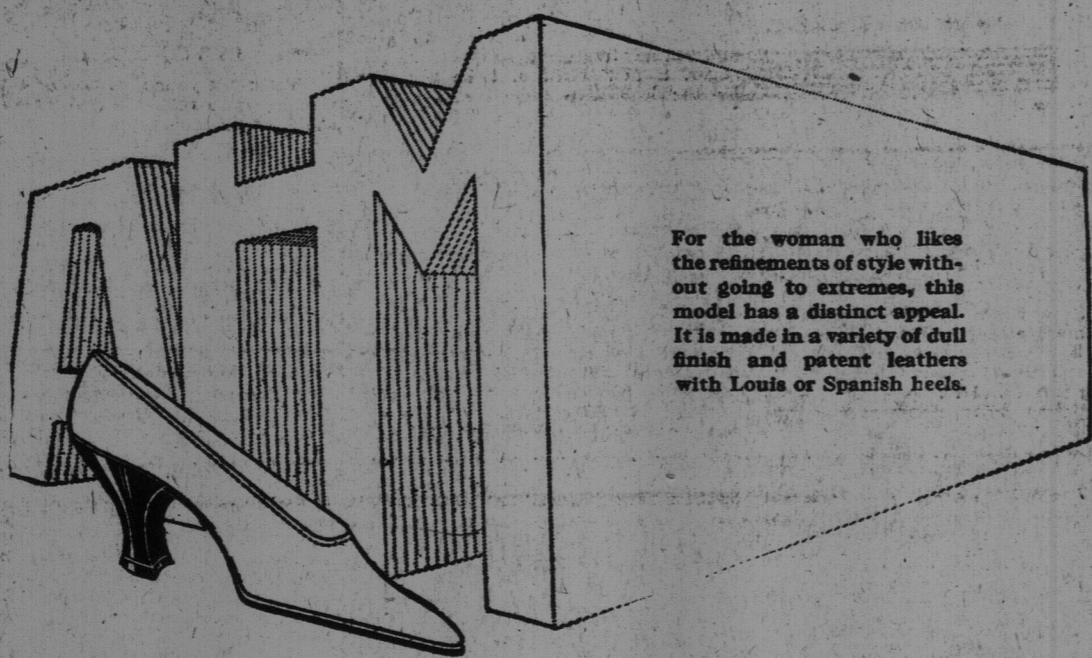 AHM
For the woman who likes
the refinements of style with-
out going to extremes, this
model has a distinct appeal.
It is made in a variety of dull
finish and patent leathers
with Louis or Spanish heels.